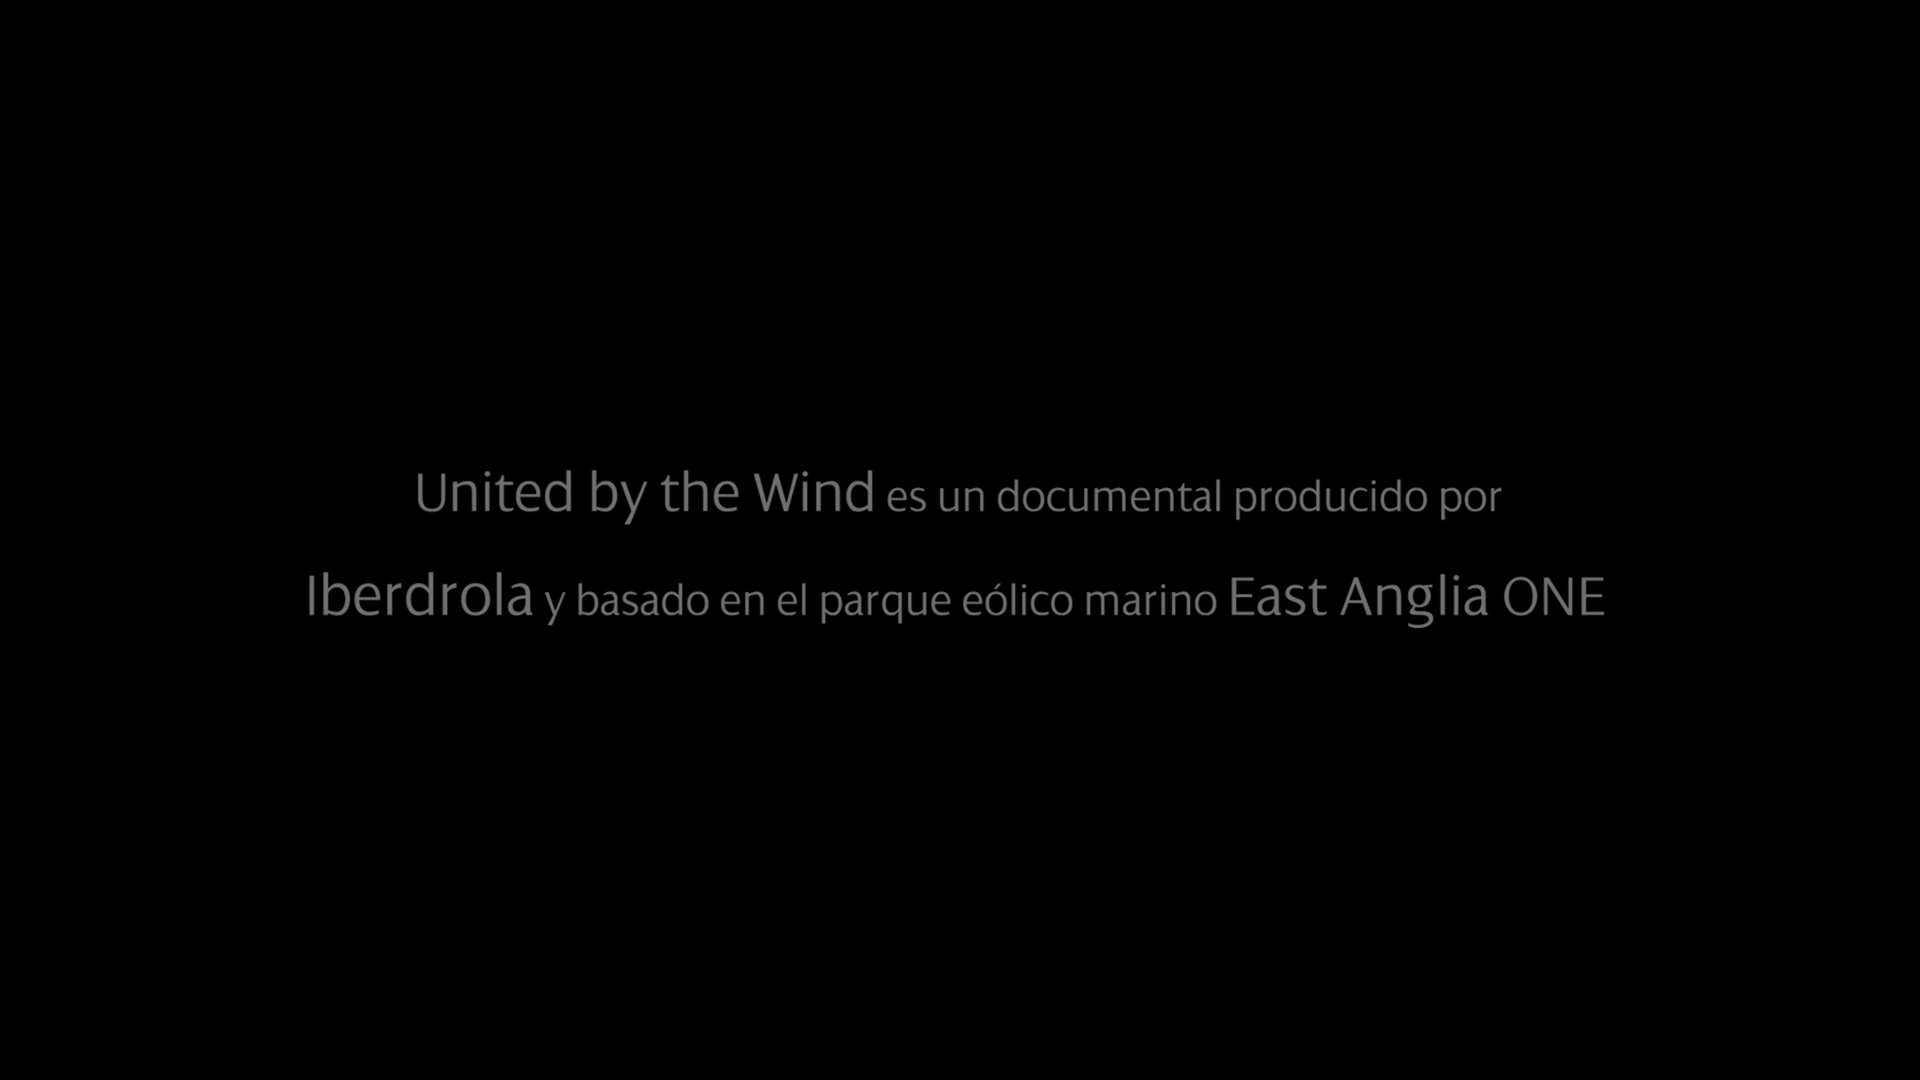 United by the Wind es un documental producido por
Iberdrola y basado en el parque eólico marino East Anglia ONE